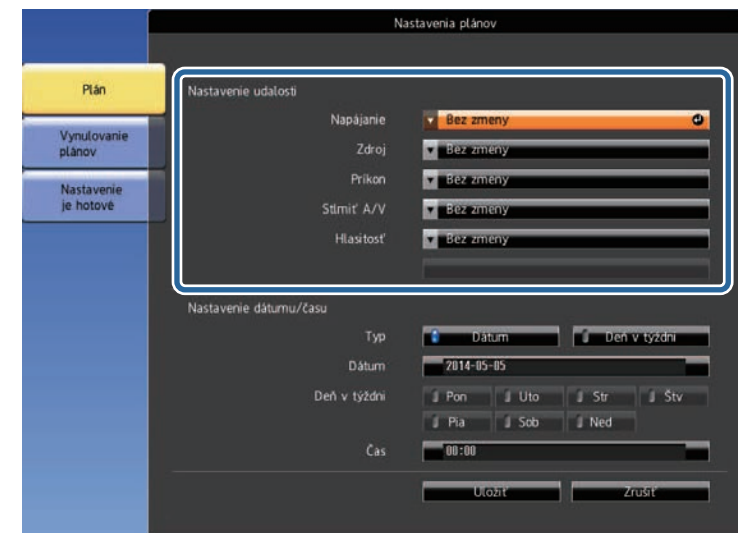 Nastavenia plánov
Plán
Vynulovanie
plánov
Nastavenie
je hotové
Nastavenie udalosti
Napájanie Bez zmeny
Zdroj Bez zmeny
Príkon Bez zmeny
Stlmiť A/V Bez zmeny
Hlasitosť Bez zmeny
Nastavenie dátumu/času
Typ Dátum Deň v týždni
Dátum 2014-05-05
Deň v týždni Pon Uto Str Štv
Pia Sob Ned
Čas 00:00
Uložiť Zrušiť